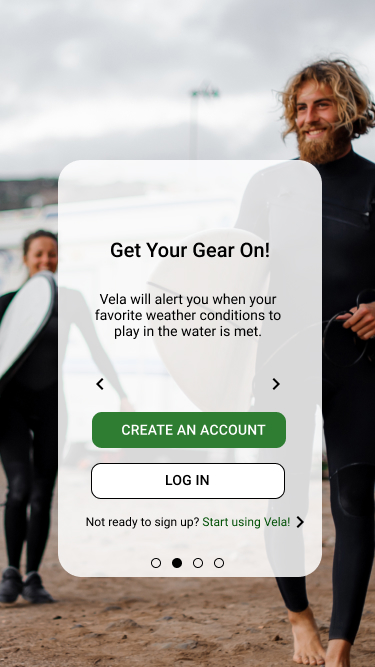 Get Your Gear On!
Vela will alert you when your
favorite weather conditions to
play in the water is met.
CREATE AN ACCOUNT
LOG IN
Not ready to sign up? Start using Vela!